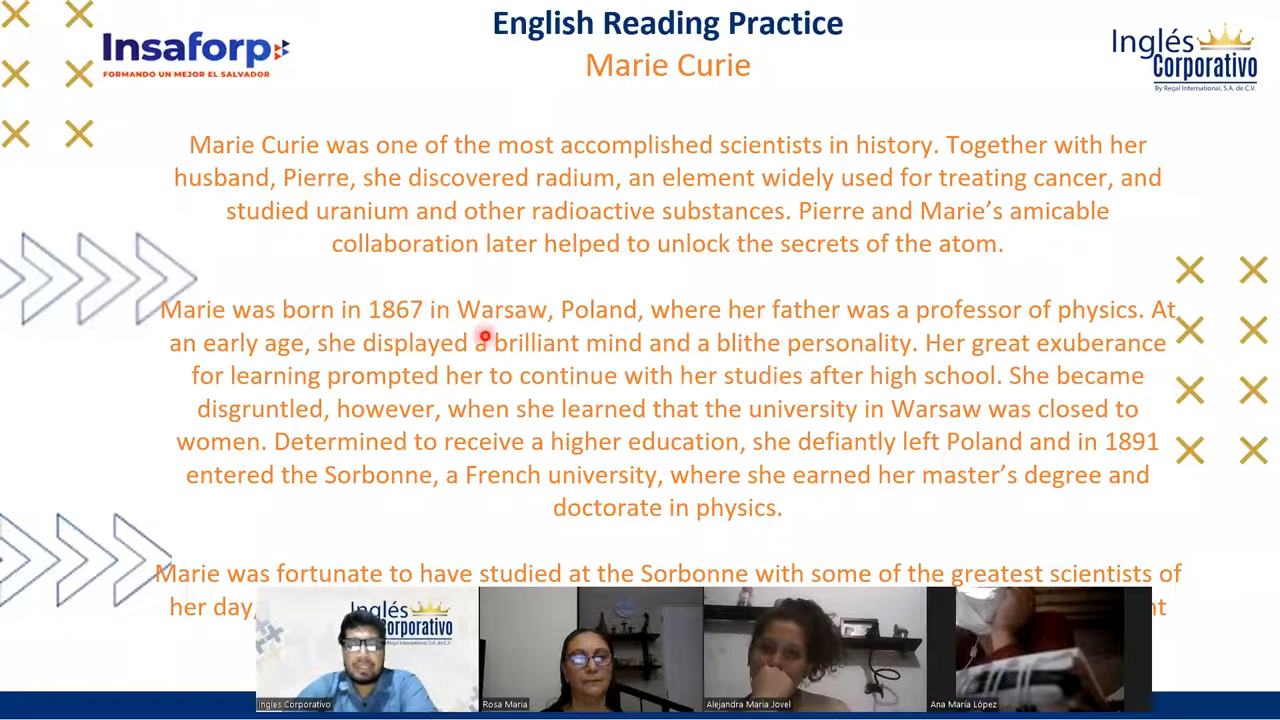 English Reading Practice
Marie Curie
Insaforp
FORMANDO UN MEJOR EL SALVADOR
Inglés
Corporativo
By Regal International, S.A. de C.V.
Marie Curie was one of the most accomplished scientists in history. Together with her
husband, Pierre, she discovered radium, an element widely used for treating cancer, and
studied uranium and other radioactive substances. Pierre and Marie’s amicable
collaboration later helped to unlock the secrets of the atom.
Marie was born in 1867 in Warsaw, Poland, where her father was a professor of physics. At
an early age, she displayed a brilliant mind and a blithe personality. Her great exuberance
for learning prompted her to continue with her studies after high school. She became
disgruntled, however, when she learned that the university in Warsaw was closed to
women. Determined to receive a higher education, she defiantly left Poland and in 1891
entered the Sorbonne, a French university, where she earned her master’s degree and
doctorate in physics.
Marie was fortunate to have studied at the Sorbonne with some of the greatest scientists of
her day,
Inglés
Corporativo
Ingles Corporativo
Rosa Maria
Alejandra Maria Jovel
Ana María López